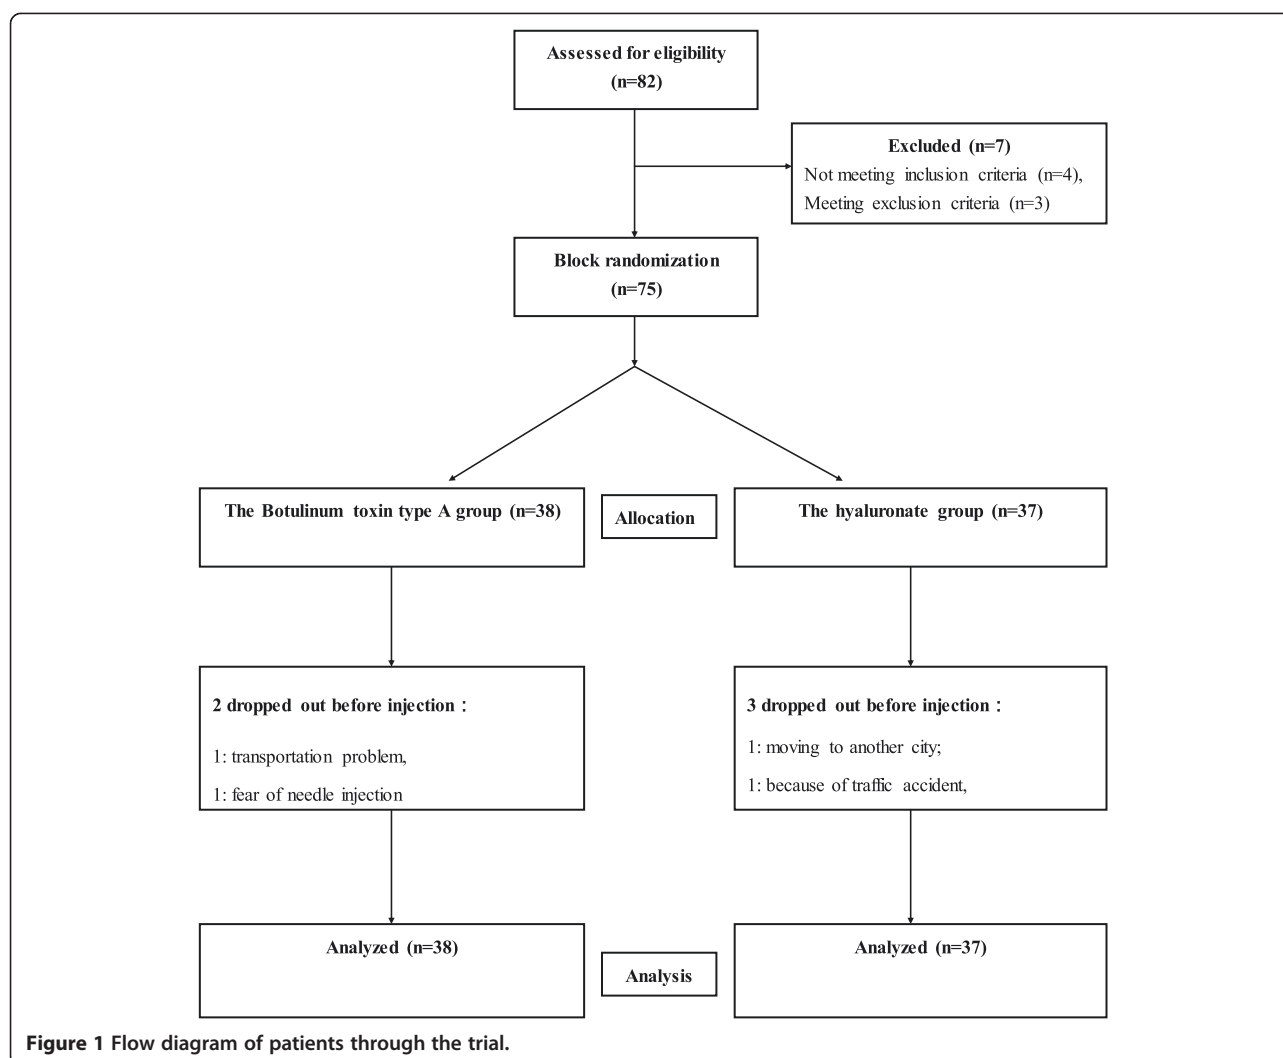 Assessed for eligibility
(n=82)
Excluded (n=7)
Not meeting inclusion criteria (n=4),
Meeting exclusion criteria (n=3)
Block randomization
(n=75)
The Botulinum toxin type A group (n=38)
Allocation
The hyaluronate group (n=37)
2 dropped out before injection :
1: transportation problem,
1: fear of needle injection
3 dropped out before injection :
1: moving to another city;
1: because of traffic accident,
Analyzed (n=38)
Analysis
Analyzed (n=37)
Figure 1 Flow diagram of patients through the trial.